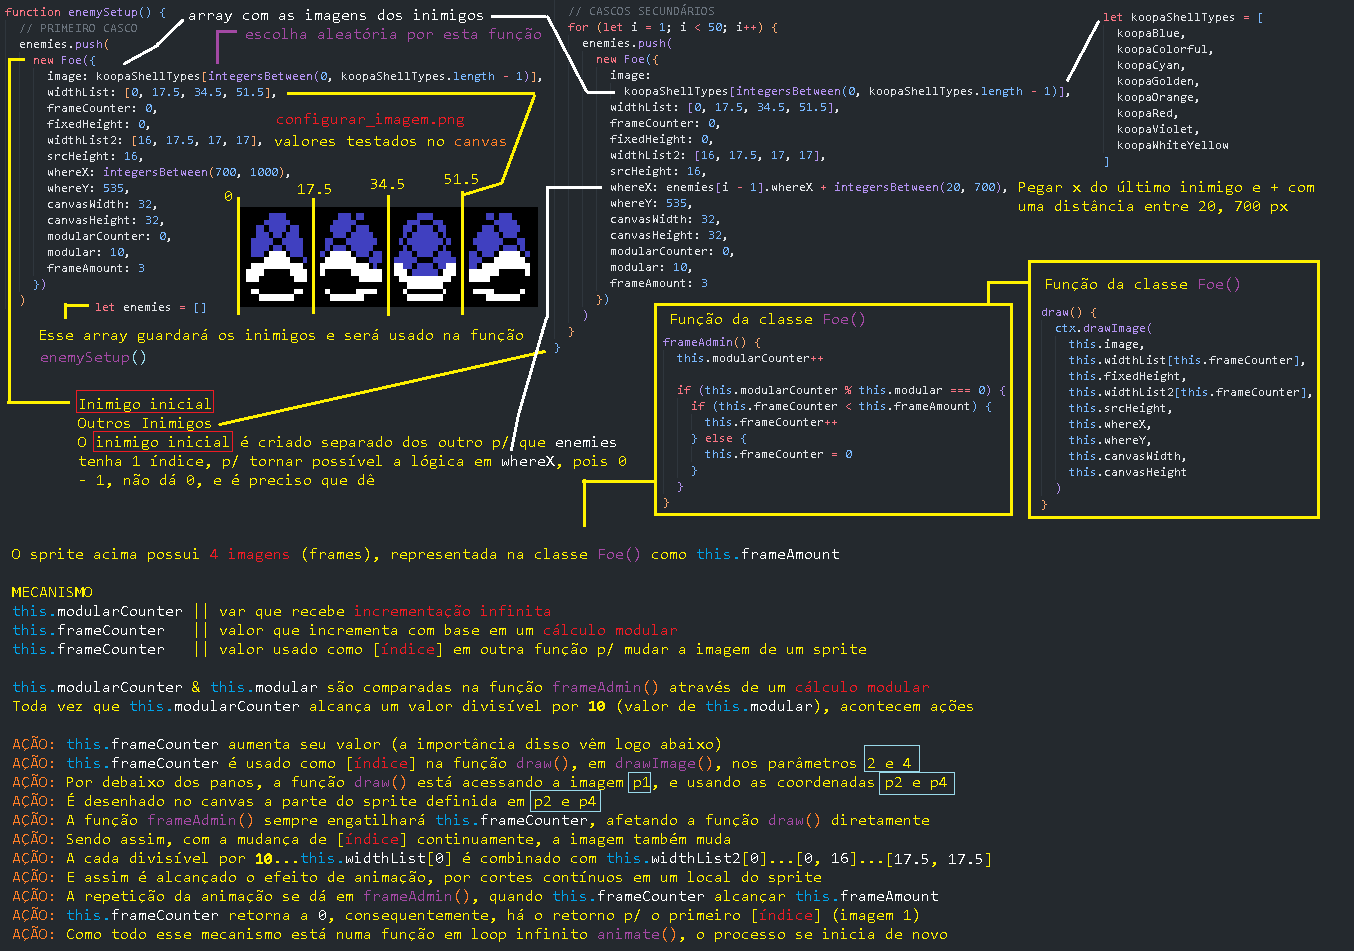 function enemySetup() {
// PRIMEIRO CASCO
enemies.push(
new Foe({
image: koopaShellTypes[integersBetween(0, koopaShellTypes.length - 1)],
widthList: [0, 17.5, 34.5, 51.5],
frameCounter: 0,
fixedHeight: 0,
widthList2: [16, 17.5, 17, 17],
srcHeight: 16,
whereX: integersBetween(700, 1000),
whereY: 535,
canvasWidth: 32,
canvasHeight: 32,
modularCounter: 0,
modular: 10,
frameAmount: 3
})
)
array com as imagens dos inimigos
escolha aleatória por esta função
configurar_imagem.png
valores testados no canvas
0
17.5
34.5
51.5
let enemies = []
Esse array guardará os inimigos e será usado na função
enemySetup()
// CASCOS SECUNDÁRIOS
for (let i = 1; i < 50; i++) {
enemies.push(
new Foe({
image:
koopaShellTypes[integersBetween(0, koopaShellTypes.length - 1)],
widthList: [0, 17.5, 34.5, 51.5],
frameCounter: 0,
fixedHeight: 0,
widthList2: [16, 17.5, 17, 17],
srcHeight: 16,
whereX: enemies[i - 1].whereX + integersBetween(20, 700),
whereY: 535,
canvasWidth: 32,
canvasHeight: 32,
modularCounter: 0,
modular: 10,
frameAmount: 3
})
)
}
}
let koopaShellTypes = [
koopaBlue,
koopaColorful,
koopaCyan,
koopaGolden,
koopaOrange,
koopaRed,
koopaViolet,
koopaWhiteYellow
]
Pegar x do último inimigo e + com
uma distância entre 20, 700 px
Inimigo inicial
Outros Inimigos
O inimigo inicial é criado separado dos outro p/ que enemies
tenha 1 índice, p/ tornar possível a lógica em whereX, pois 0
- 1, não dá 0, e é preciso que dê
Função da classe Foe()
frameAdmin() {
this.modularCounter++
if (this.modularCounter % this.modular === 0) {
if (this.frameCounter < this.frameAmount) {
this.frameCounter++
} else {
this.frameCounter = 0
}
}
}
Função da classe Foe()
draw() {
ctx.drawImage(
this.image,
this.widthList[this.frameCounter],
this.fixedHeight,
this.widthList2[this.frameCounter],
this.srcHeight,
this.whereX,
this.whereY,
this.canvasWidth,
this.canvasHeight
)
}
O sprite acima possui 4 imagens (frames), representada na classe Foe() como this.frameAmount
MECANISMO
this.modularCounter || var que recebe incrementação infinita
this.frameCounter || valor que incrementa com base em um cálculo modular
this.frameCounter || valor usado como [índice] em outra função p/ mudar a imagem de um sprite
this.modularCounter & this.modular são comparadas na função frameAdmin() através de um cálculo modular
Toda vez que this.modularCounter alcança um valor divisível por 10 (valor de this.modular), acontecem ações
AÇÃO: this.frameCounter aumenta seu valor (a importância disso vêm logo abaixo)
AÇÃO: this.frameCounter é usado como [índice] na função draw(), em drawImage(), nos parâmetros 2 e 4
AÇÃO: Por debaixo dos panos, a função draw() está acessando a imagem p1, e usando as coordenadas p2 e p4
AÇÃO: É desenhado no canvas a parte do sprite definida em p2 e p4
AÇÃO: A função frameAdmin() sempre engatilhará this.frameCounter, afetando a função draw() diretamente
AÇÃO: Sendo assim, com a mudança de [índice] continuamente, a imagem também muda
AÇÃO: A cada divisível por 10...this.widthList[0] é combinado com this.widthList2[0]...[0, 16]...[17.5, 17.5]
AÇÃO: E assim é alcançado o efeito de animação, por cortes contínuos em um local do sprite
AÇÃO: A repetição da animação se dá em frameAdmin(), quando this.frameCounter alcançar this.frameAmount
AÇÃO: this.frameCounter retorna a 0, consequentemente, há o retorno p/ o primeiro [índice] (imagem 1)
AÇÃO: Como todo esse mecanismo está numa função em loop infinito animate(), o processo se inicia de novo